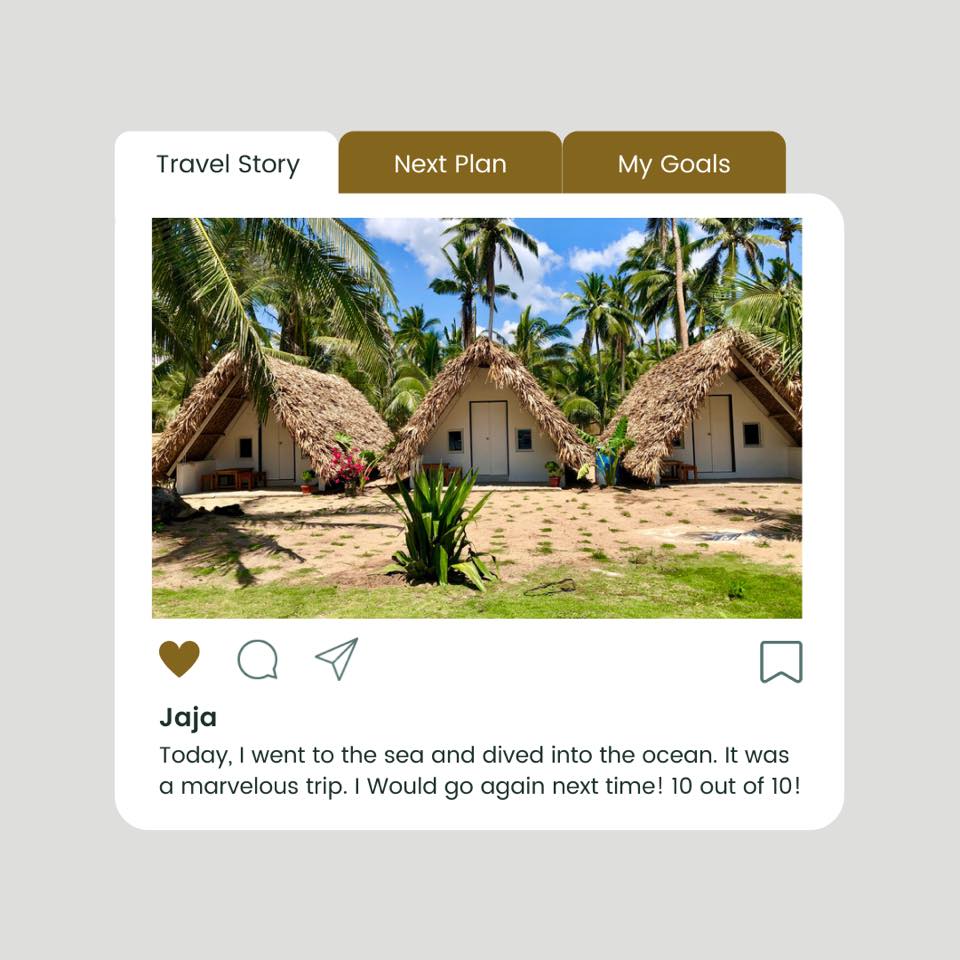 Travel Story
Next Plan
My Goals
Jaja
Today, I went to the sea and dived into the ocean. It was
a marvelous trip. I Would go again next time! 10 out of 10!